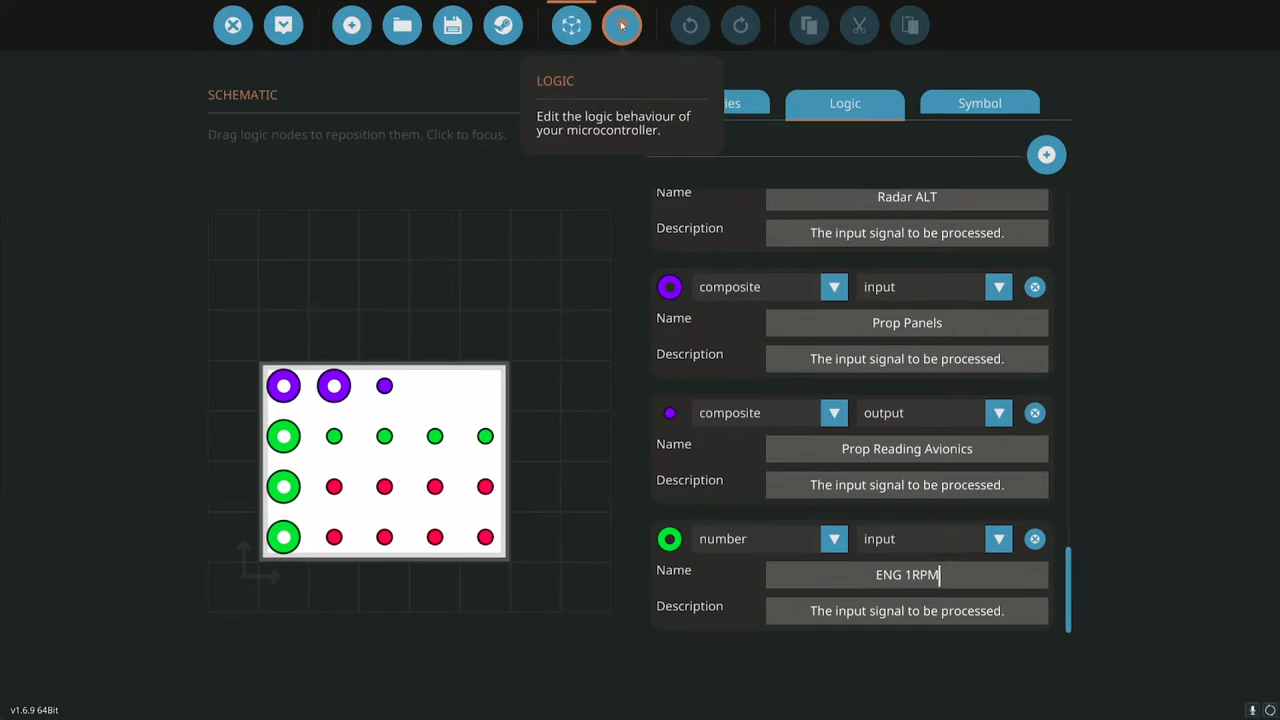 LOGIC
Edit the logic behaviour of
your microcontroller.
SCHEMATIC
Drag logic nodes to reposition them. Click to focus.
ies
Logic
Symbol
Name
Radar ALT
Description
The input signal to be processed.
composite
input
Name
Prop Panels
Description
The input signal to be processed.
composite
output
Name
Prop Reading Avionics
Description
The input signal to be processed.
number
input
Name
ENG 1RPM
Description
The input signal to be processed.
v1.6.9 64Bit